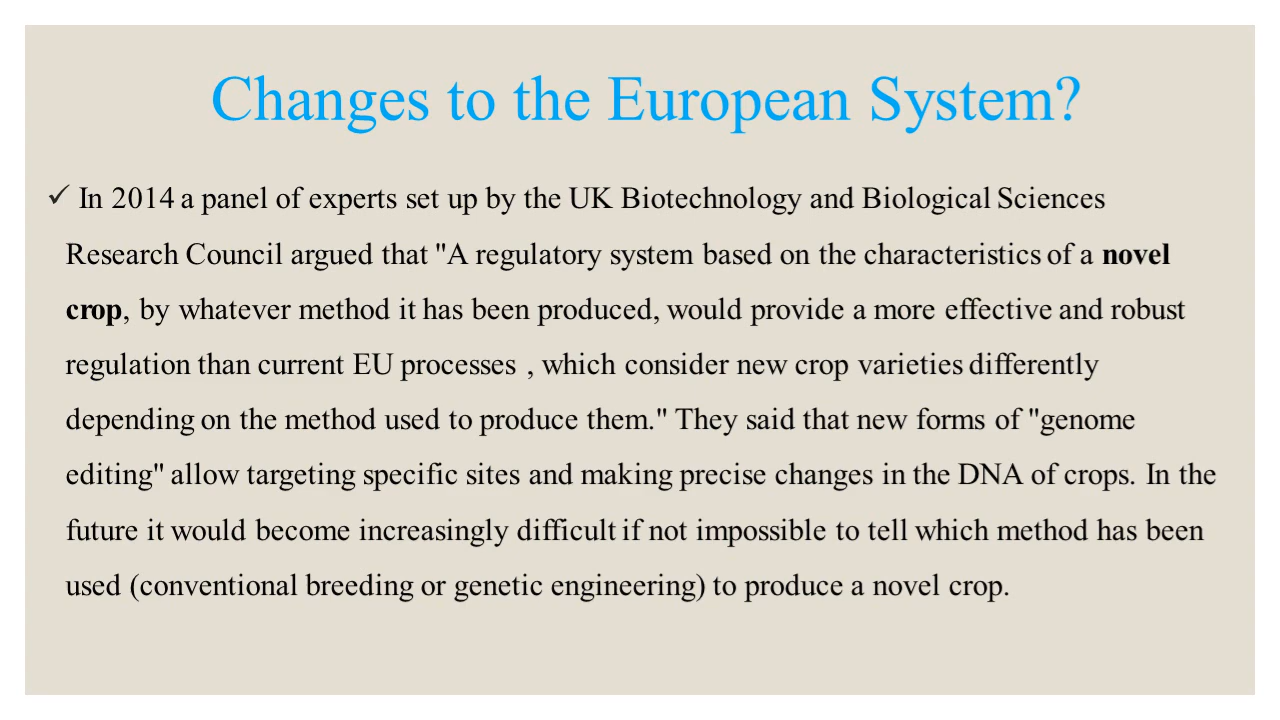 Changes to the European System?
✓ In 2014 a panel of experts set up by the UK Biotechnology and Biological Sciences
Research Council argued that "A regulatory system based on the characteristics of a novel
crop, by whatever method it has been produced, would provide a more effective and robust
regulation than current EU processes , which consider new crop varieties differently
depending on the method used to produce them." They said that new forms of "genome
editing" allow targeting specific sites and making precise changes in the DNA of crops. In the
future it would become increasingly difficult if not impossible to tell which method has been
used (conventional breeding or genetic engineering) to produce a novel crop.